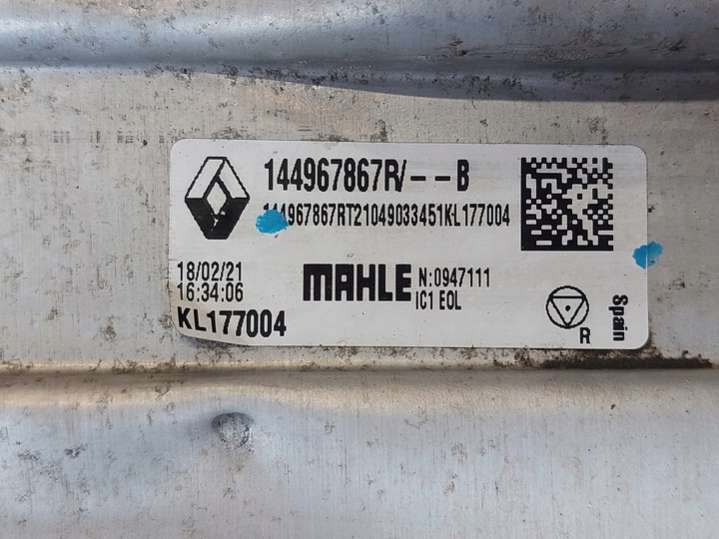 144967867R/--B
144967867RT21049033451KL177004
18/02/21
16:34:06
MAHLE
N:0947111
IC1 EOL
KL177004
R
Spain